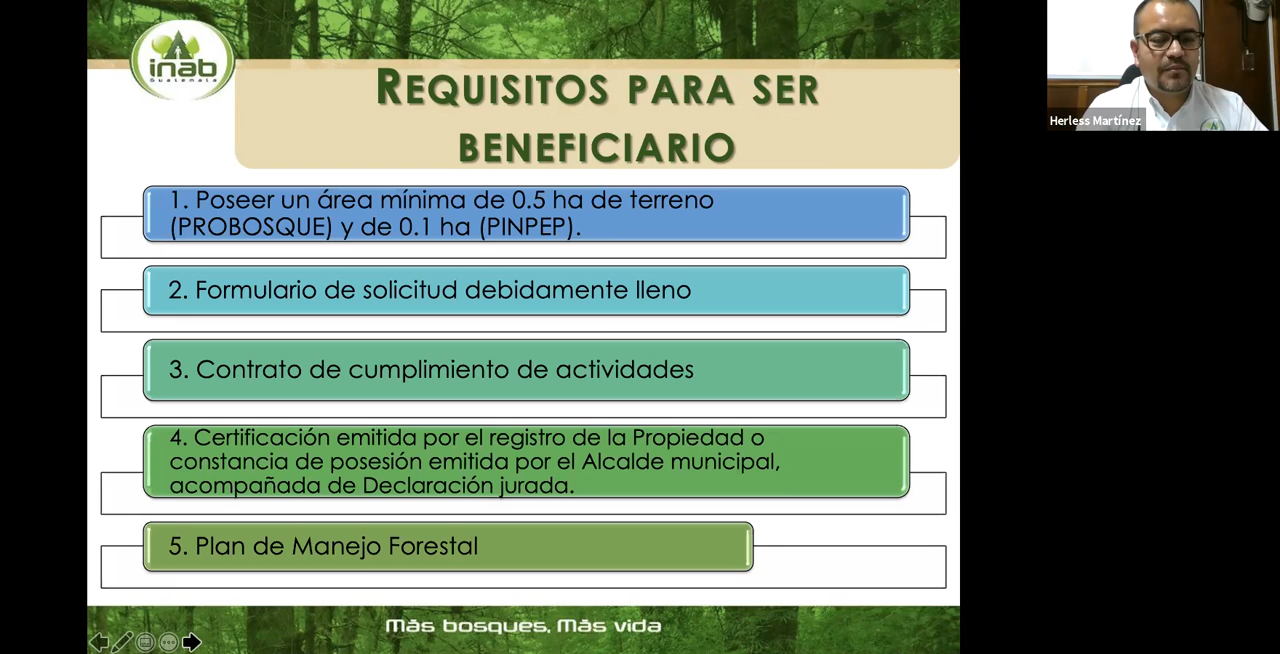 inab
Guatemala
REQUISITOS PARA SER
BENEFICIARIO
1. Poseer un área mínima de 0.5 ha de terreno
(PROBOSQUE) y de 0.1 ha (PINPEP).
2. Formulario de solicitud debidamente lleno
3. Contrato de cumplimiento de actividades
4. Certificación emitida por el registro de la Propiedad o
constancia de posesión emitida por el Alcalde municipal,
acompañada de Declaración jurada.
5. Plan de Manejo Forestal
Más bosques, Más vida
Herless Martínez